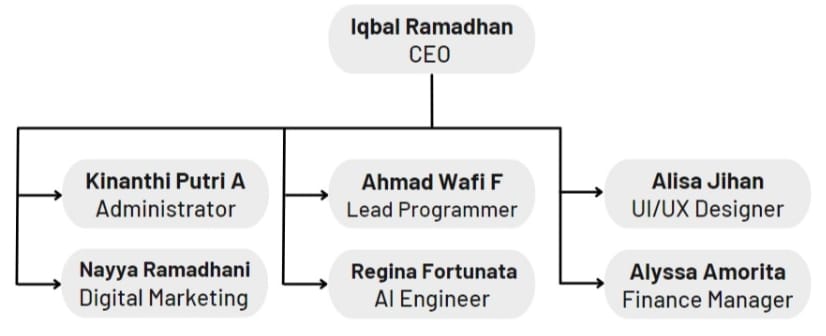 Iqbal Ramadhan
CEO
Kinanthi Putri A
Administrator
Ahmad Wafi F
Lead Programmer
Alisa Jihan
UI/UX Designer
Nayya Ramadhani
Digital Marketing
Regina Fortunata
AI Engineer
Alyssa Amorita
Finance Manager